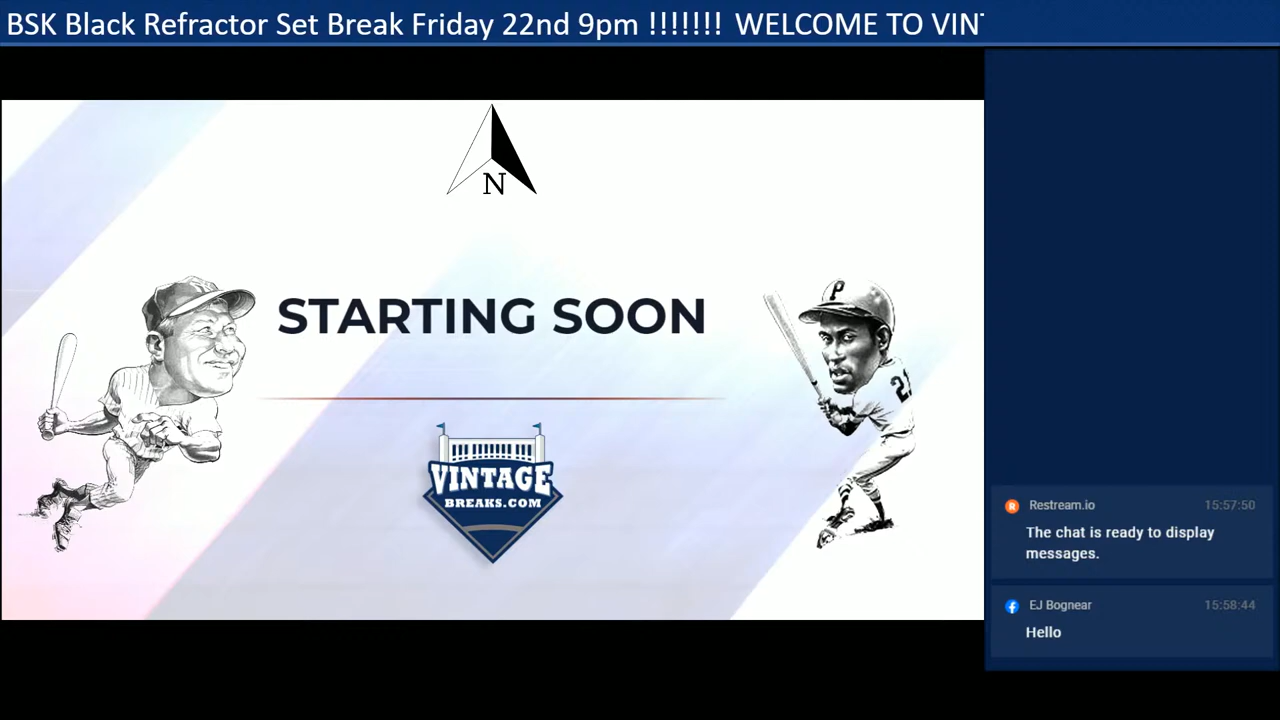 BSK Black Refractor Set Break Friday 22nd 9pm !!!!!!! WELCOME TO VIN
N
STARTING SOON
P
21
VINTAGE
BREAKS.COM
R
Restream.io 15:57:50
The chat is ready to display
messages.
EJ Bognear 15:58:44
Hello